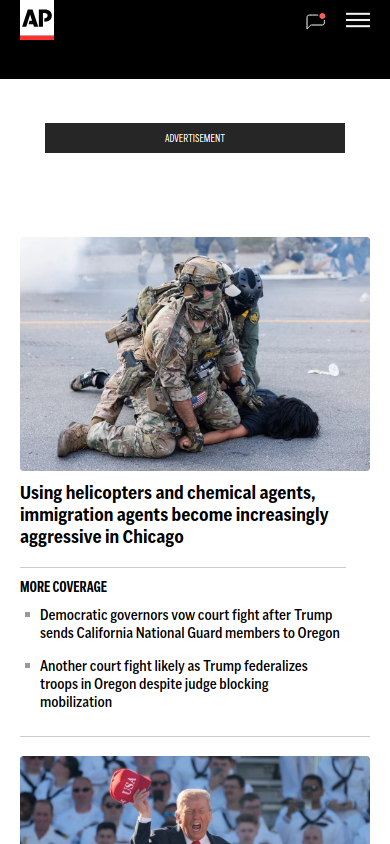 AP
ADVERTISEMENT
Using helicopters and chemical agents,
immigration agents become increasingly
aggressive in Chicago
MORE COVERAGE
Democratic governors vow court fight after Trump
sends California National Guard members to Oregon
Another court fight likely as Trump federalizes
troops in Oregon despite judge blocking
mobilization
USA